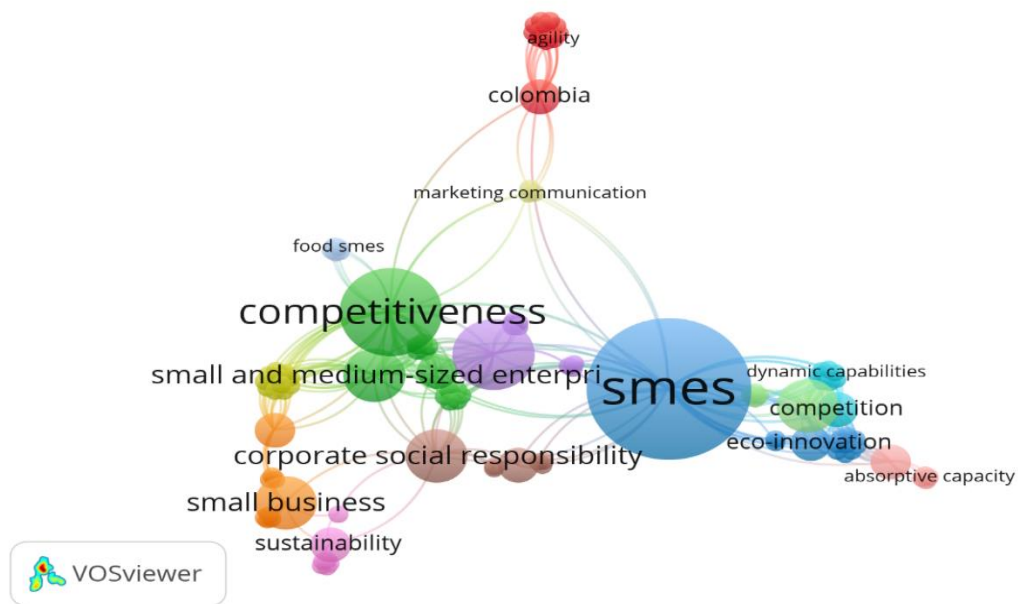 agility
colombia
marketing communication
food smes
competitiveness
small and medium-sized enterpri
smes
dynamic capabilities
competition
eco-innovation
corporate social responsibility
absorptive capacity
small business
sustainability
VOSviewer